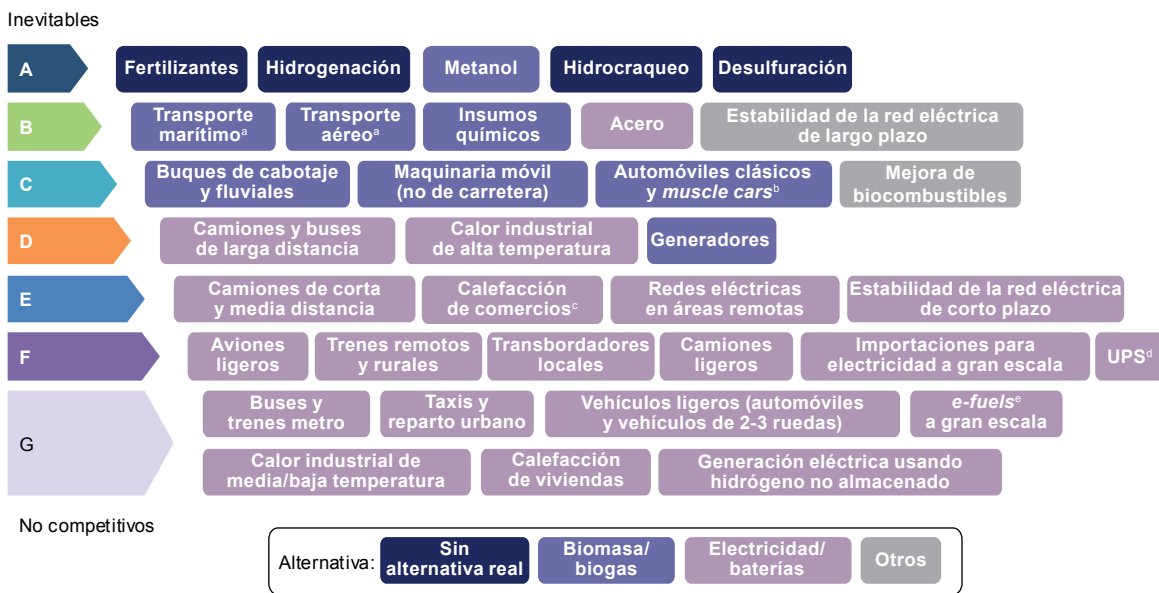 Inevitables
A
Fertilizantes
Hidrogenación
Metanol
Hidrocraqueo
Desulfuración
B
Transporte
marítimoᵃ
Transporte
aéreoᵃ
Insumos
químicos
Acero
Estabilidad de la red eléctrica
de largo plazo
C
Buques de cabotaje
y fluviales
Maquinaria móvil
(no de carretera)
Automóviles clásicos
y muscle carsᵇ
Mejora de
biocombustibles
D
Camiones y buses
de larga distancia
Calor industrial
de alta temperatura
Generadores
E
Camiones de corta
y media distancia
Calefacción
de comerciosᶜ
Redes eléctricas
en áreas remotas
Estabilidad de la red eléctrica
de corto plazo
F
Aviones
ligeros
Trenes remotos
y rurales
Transbordadores
locales
Camiones
ligeros
Importaciones para
electricidad a gran escala
UPSᵈ
G
Buses y
trenes metro
Taxis y
reparto urbano
Vehículos ligeros (automóviles
y vehículos de 2-3 ruedas)
e-fuelsᵉ
a gran escala
Calor industrial de
media/baja temperatura
Calefacción
de viviendas
Generación eléctrica usando
hidrógeno no almacenado
No competitivos
Alternativa:
Sin
alternativa real
Biomasa/
biogas
Electricidad/
baterías
Otros